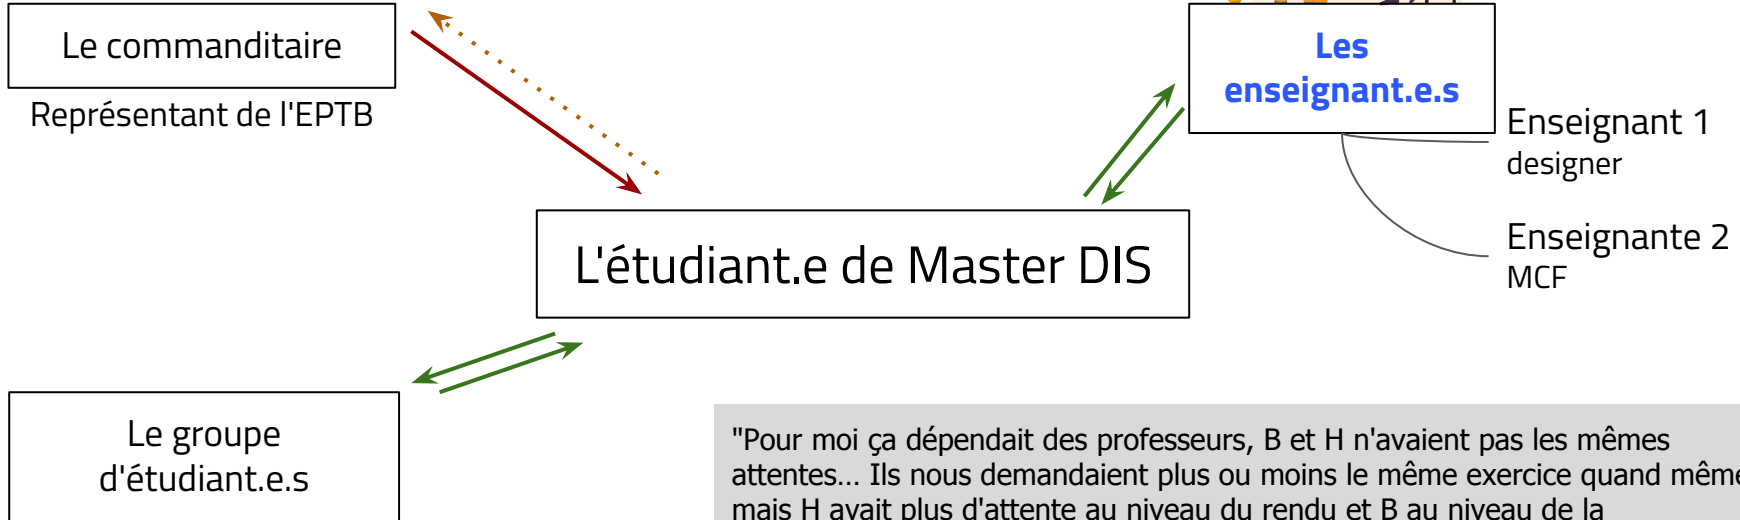 Le commanditaire
Représentant de l'EPTB
Les
enseignant.e.s
Enseignant 1
designer
Enseignante 2
MCF
L'étudiant.e de Master DIS
Le groupe
d'étudiant.e.s
"Pour moi ça dépendait des professeurs, B et H n'avaient pas les mêmes
attentes... Ils nous demandaient plus ou moins le même exercice quand même
mais H avait plus d'attente au niveau du rendu et B au niveau de la